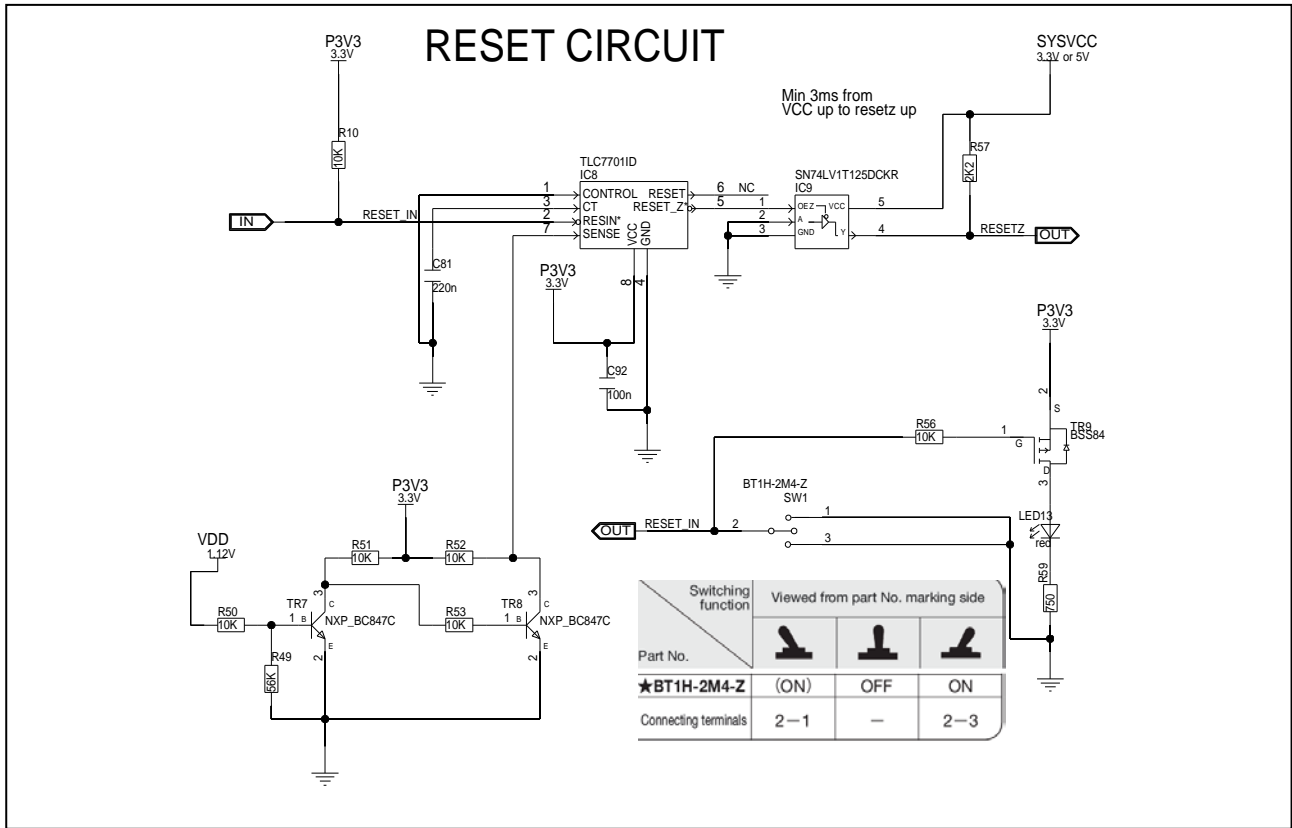 RESET CIRCUIT
P3V3
3.3V
R10
10K
IN
RESET_IN
C81
220n
TLC7701ID
IC8
1
3
2
7
CONTROL
CT
RESIN*
SENSE
RESET
RESET_Z*
VCC
GND
6
NC
5
8
4
P3V3
3.3V
C92
100n
Min 3ms from
VCC up to resetz up
SN74LV1T125DCKR
IC9
1
2
3
OEZ
A
GND
VCC
Y
5
4
SYSVCC
3.3V or 5V
R57
2K2
RESETZ
OUT
P3V3
3.3V
2
S
TR9
BSS84
R56
10K
1
G
D
3
LED13
red
R59
750
BT1H-2M4-Z
SW1
OUT
RESET_IN
2
1
3
VDD
1.12V
R50
10K
R49
56K
TR7
1
B
3
C
NXP_BC847C
E
2
R51
10K
P3V3
3.3V
R52
10K
R53
10K
TR8
1
B
3
C
NXP_BC847C
E
2
Switching
function
Viewed from part No. marking side
Part No.
★BT1H-2M4-Z (ON) OFF ON
Connecting terminals 2−1 − 2−3